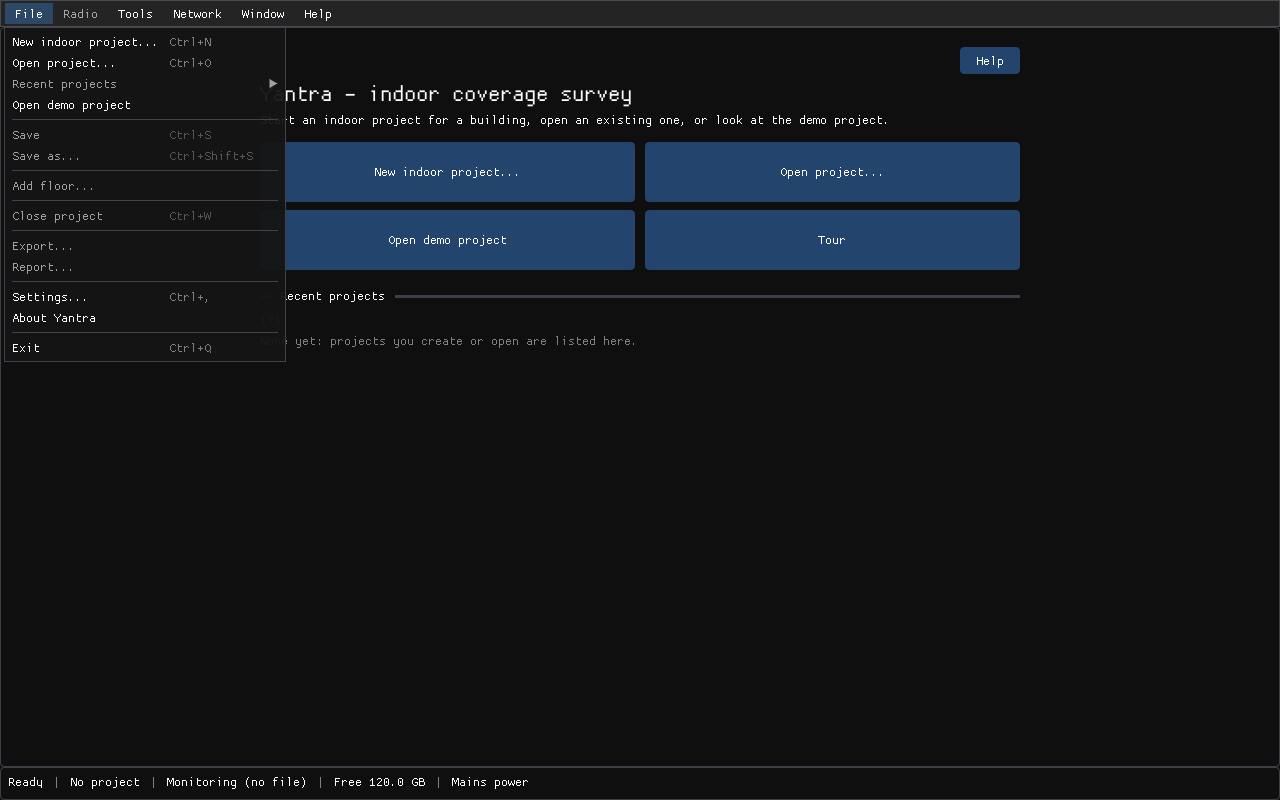 File Radio Tools Network Window Help
New indoor project... Ctrl+N
Open project... Ctrl+O
Recent projects
Open demo project
Save Ctrl+S
Save as... Ctrl+Shift+S
Add floor...
Close project Ctrl+W
Export...
Report...
Settings... Ctrl+,
About Yantra
Exit Ctrl+Q
Help
Yantra - indoor coverage survey
Start an indoor project for a building, open an existing one, or look at the demo project.
New indoor project... Open project...
Open demo project Tour
Recent projects
None yet: projects you create or open are listed here.
Ready | No project | Monitoring (no file) | Free 120.0 GB | Mains power